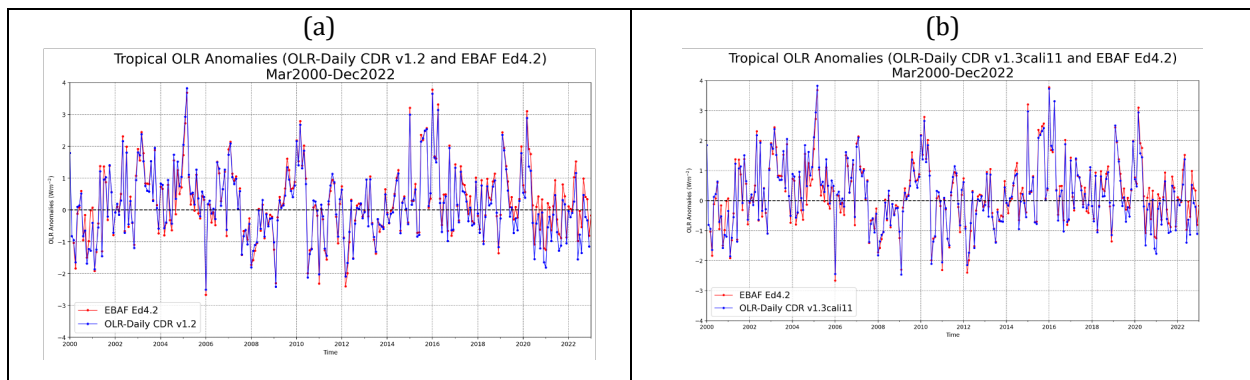 (a)
Tropical OLR Anomalies (OLR-Daily CDR v1.2 and EBAF Ed4.2)
Mar2000-Dec2022
OLR Anomalies (Wm⁻²)
4
3
2
1
0
−1
−2
−3
−4
EBAF Ed4.2
OLR-Daily CDR v1.2
2000 2002 2004 2006 2008 2010 2012 2014 2016 2018 2020 2022
Time
(b)
Tropical OLR Anomalies (OLR-Daily CDR v1.3cali11 and EBAF Ed4.2)
Mar2000-Dec2022
OLR Anomalies (Wm⁻²)
4
3
2
1
0
−1
−2
−3
−4
EBAF Ed4.2
OLR-Daily CDR v1.3cali11
2000 2002 2004 2006 2008 2010 2012 2014 2016 2018 2020 2022
Time